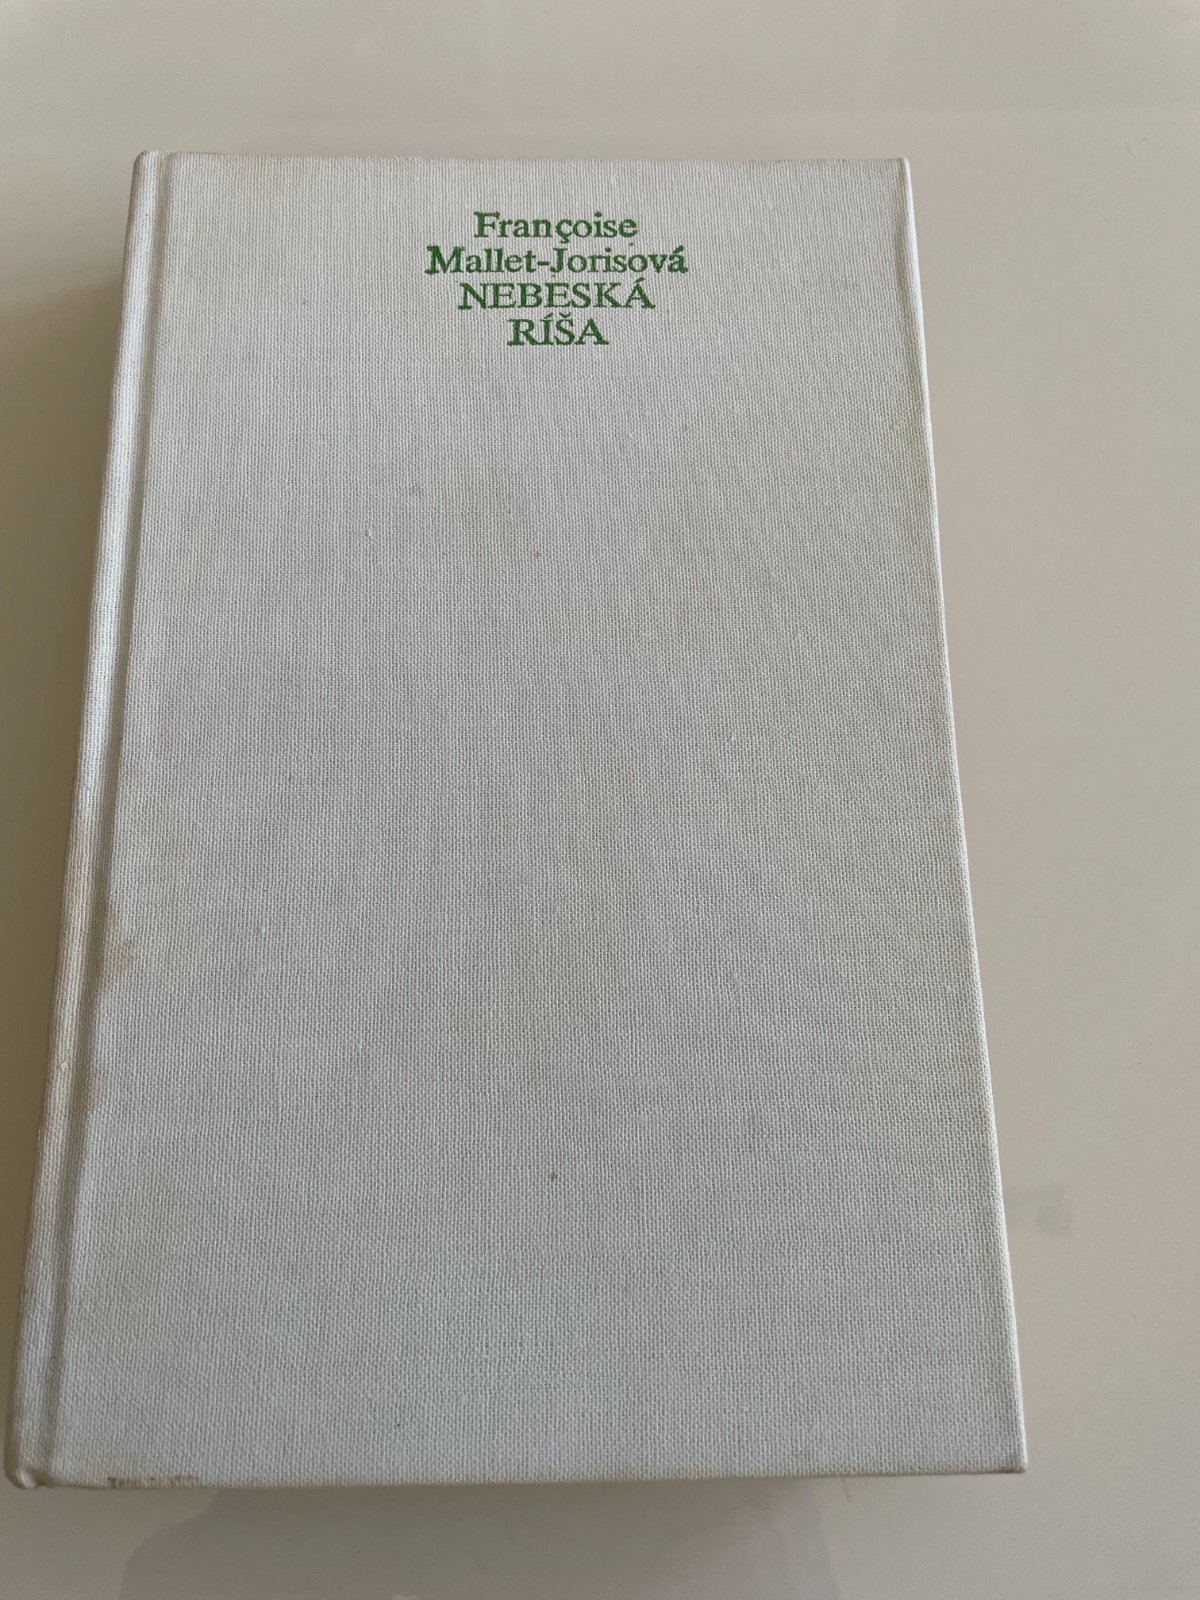 Françoise
Mallet-Jorisová
NEBESKÁ
RÍŠA